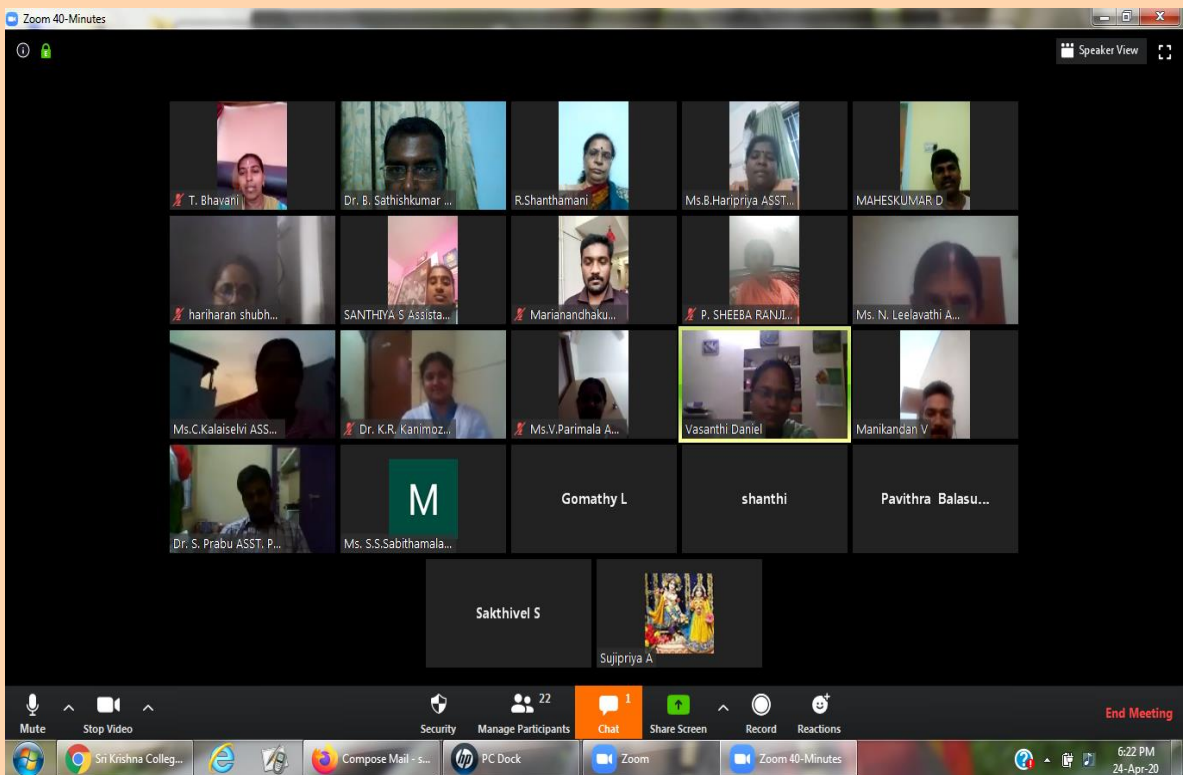 Zoom 40-Minutes
Speaker View
T. Bhavani
Dr. B. Sathishkumar ...
R.Shanthamani
Ms.B.Haripriya ASST...
MAHESKUMAR D
hariharan shubh...
SANTHIYA S Assista...
Marianandhaku...
P. SHEEBA RANJI...
Ms. N. Leelavathi A...
Ms.C.Kalaiselvi ASS...
Dr. K.R. Kanimoz...
Ms.V.Parimala A...
Vasanthi Daniel
Manikandan V
Dr. S. Prabu ASST. P...
M
Ms. S.S.Sabithamala...
Gomathy L
shanthi
Pavithra Balasu...
Sakthivel S
Sujipriya A
Mute
Stop Video
Security
Manage Participants
22
Chat
1
Share Screen
Record
Reactions
End Meeting
Sri Krishna Colleg...
Compose Mail - s...
hp
PC Dock
Zoom
Zoom 40-Minutes
6:22 PM
24-Apr-20